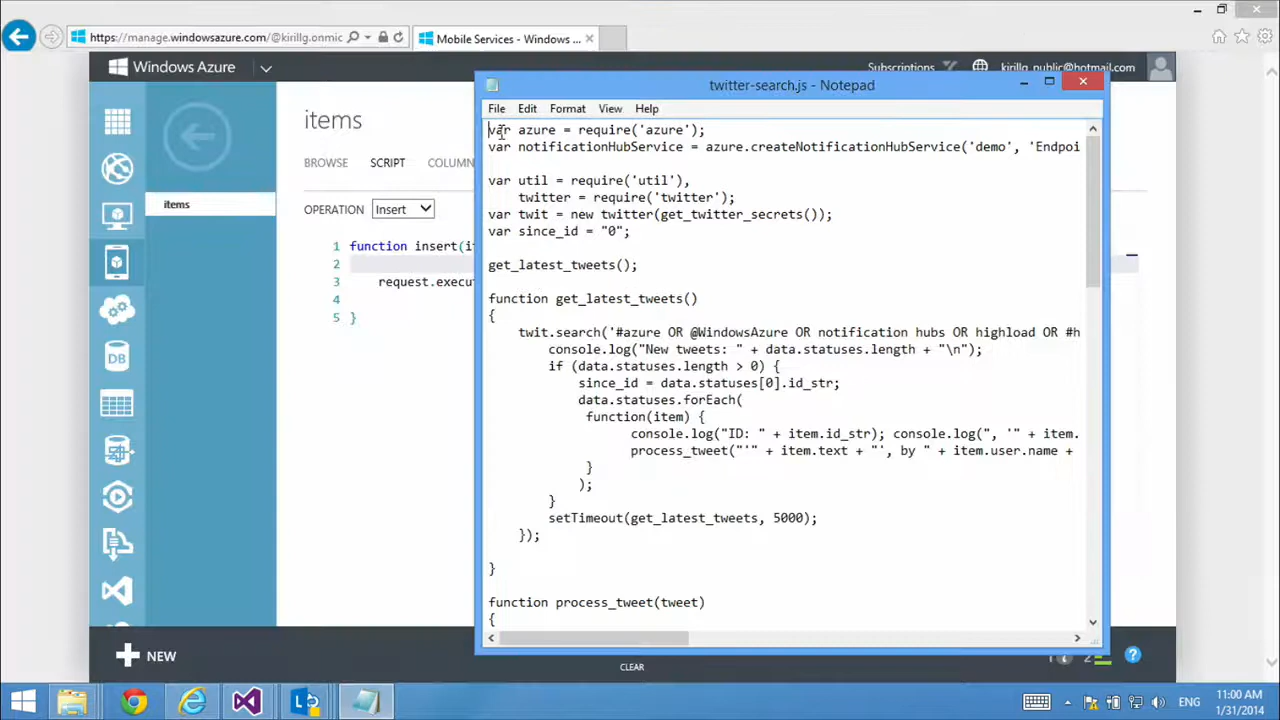 https://manage.windowsazure.com/@kirillg.onmic
Mobile Services - Windows ...
Windows Azure
Subscriptions
kirillg_public@hotmail.com
twitter-search.js - Notepad
File Edit Format View Help
items
BROWSE SCRIPT COLUMN
items
OPERATION Insert
1 function insert(it
2
3 request.execu
4
5 }
var azure = require('azure');
var notificationHubService = azure.createNotificationHubService('demo', 'Endpoi
var util = require('util'),
twitter = require('twitter');
var twit = new twitter(get_twitter_secrets());
var since_id = "0";
get_latest_tweets();
function get_latest_tweets()
{
twit.search('#azure OR @WindowsAzure OR notification hubs OR highload OR #h
console.log("New tweets: " + data.statuses.length + "\n");
if (data.statuses.length > 0) {
since_id = data.statuses[0].id_str;
data.statuses.forEach(
function(item) {
console.log("ID: " + item.id_str); console.log(", '" + item.
process_tweet("'" + item.text + "', by " + item.user.name +
}
);
}
setTimeout(get_latest_tweets, 5000);
});
}
function process_tweet(tweet)
{
DB
NEW
CLEAR
ENG
11:00 AM
1/31/2014